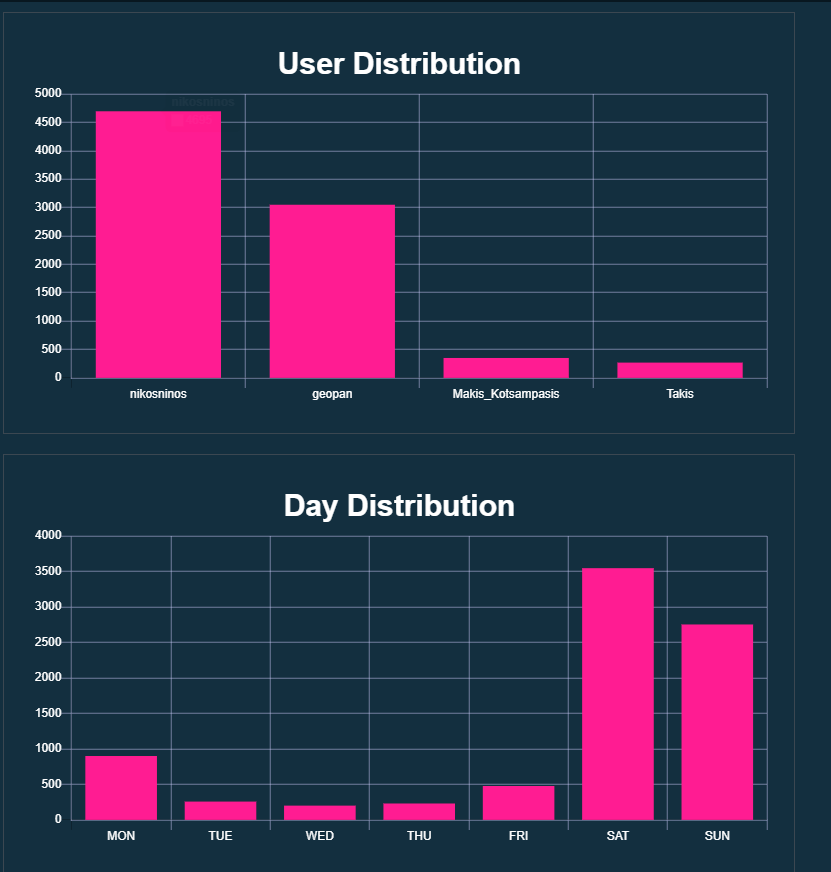 User Distribution
5000
4500
4000
3500
3000
2500
2000
1500
1000
500
0
nikosninos
geopan
Makis_Kotsampasis
Takis
nikosninos
Day Distribution
4000
3500
3000
2500
2000
1500
1000
500
0
MON
TUE
WED
THU
FRI
SAT
SUN